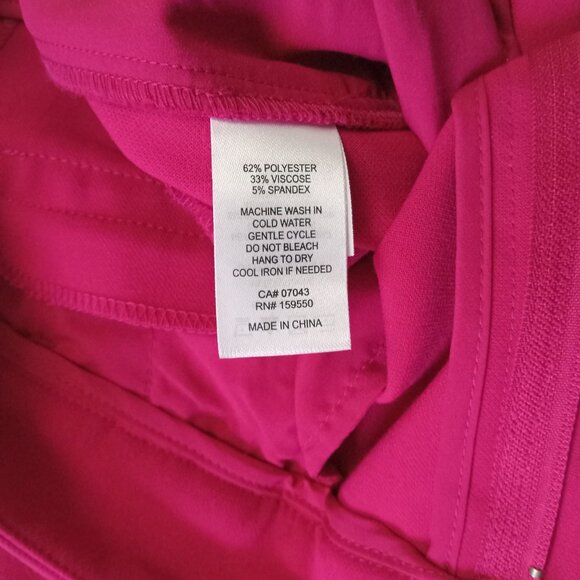 62% POLYESTER
33% VISCOSE
5% SPANDEX
MACHINE WASH IN
COLD WATER
GENTLE CYCLE
DO NOT BLEACH
HANG TO DRY
COOL IRON IF NEEDED
CA# 07043
RN# 159550
MADE IN CHINA